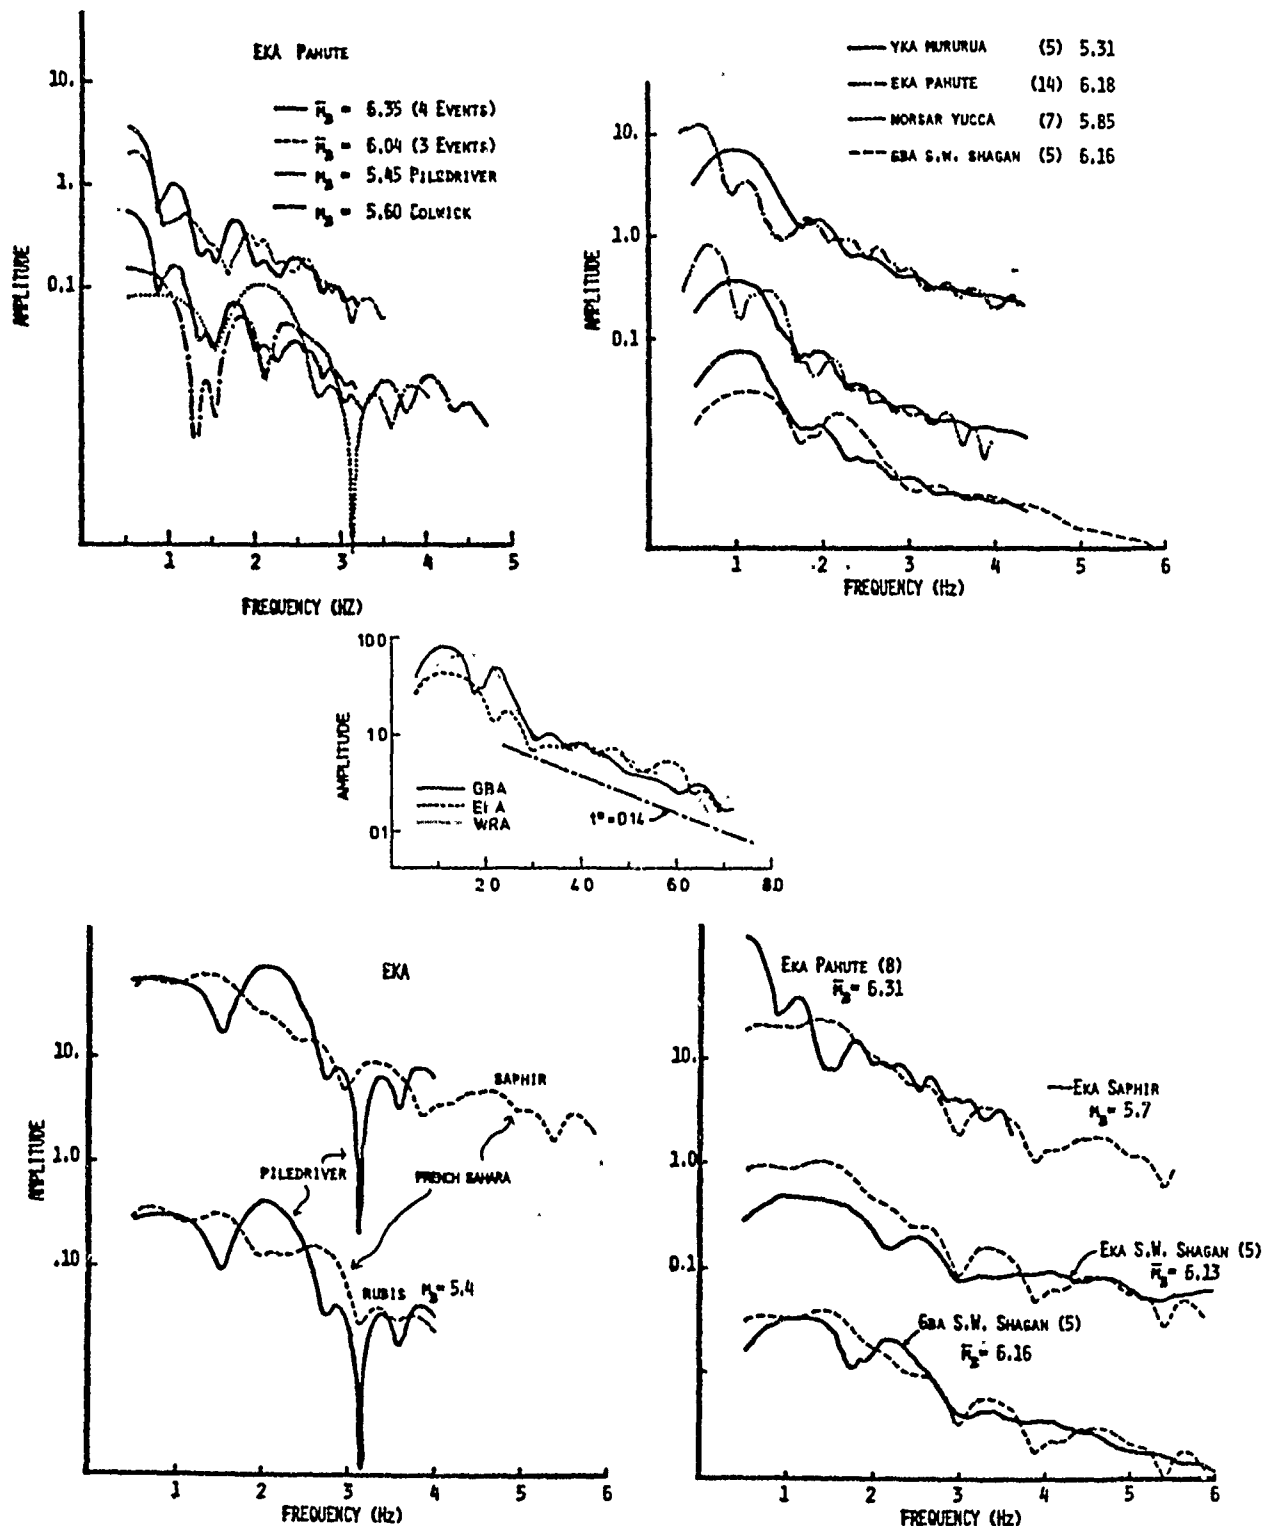 EKA PAHUTE
M̄B = 6.35 (4 EVENTS)
M̄B = 6.04 (3 EVENTS)
MB = 5.45 PILEDRIVER
MB = 5.60 COLWICK
10.
1.
0.1
AMPLITUDE
1 2 3 4 5
FREQUENCY (HZ)
YKA MURURUA (5) 5.31
EKA PAHUTE (14) 6.18
NORSAR YUCCA (7) 5.85
GBA S.W. SHAGAN (5) 6.16
10.
1.0
0.1
AMPLITUDE
1 2 3 4 5 6
FREQUENCY (Hz)
100
10
01
AMPLITUDE
GBA
EKA
WRA
t*=014
20 40 60 80
EKA
10.
1.0
.10
AMPLITUDE
SAPHIR
PILEDRIVER
FRENCH SAHARA
RUBIS MB= 5.4
1 2 3 4 5 6
FREQUENCY (Hz)
EKA PAHUTE (8)
M̄B= 6.31
10.
EKA SAPHIR
MB= 5.7
1.0
EKA S.W. SHAGAN (5)
M̄B= 6.13
0.1
GBA S.W. SHAGAN (5)
M̄B= 6.16
1 2 3 4 5 6
FREQUENCY (Hz)